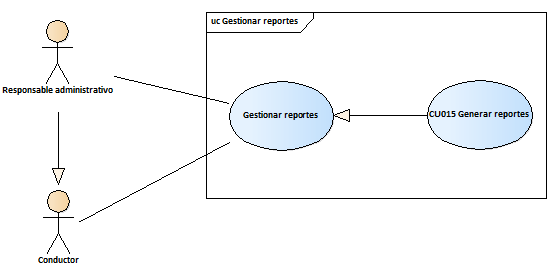 uc Gestionar reportes
Responsable administrativo
Gestionar reportes
CU015 Generar reportes
Conductor